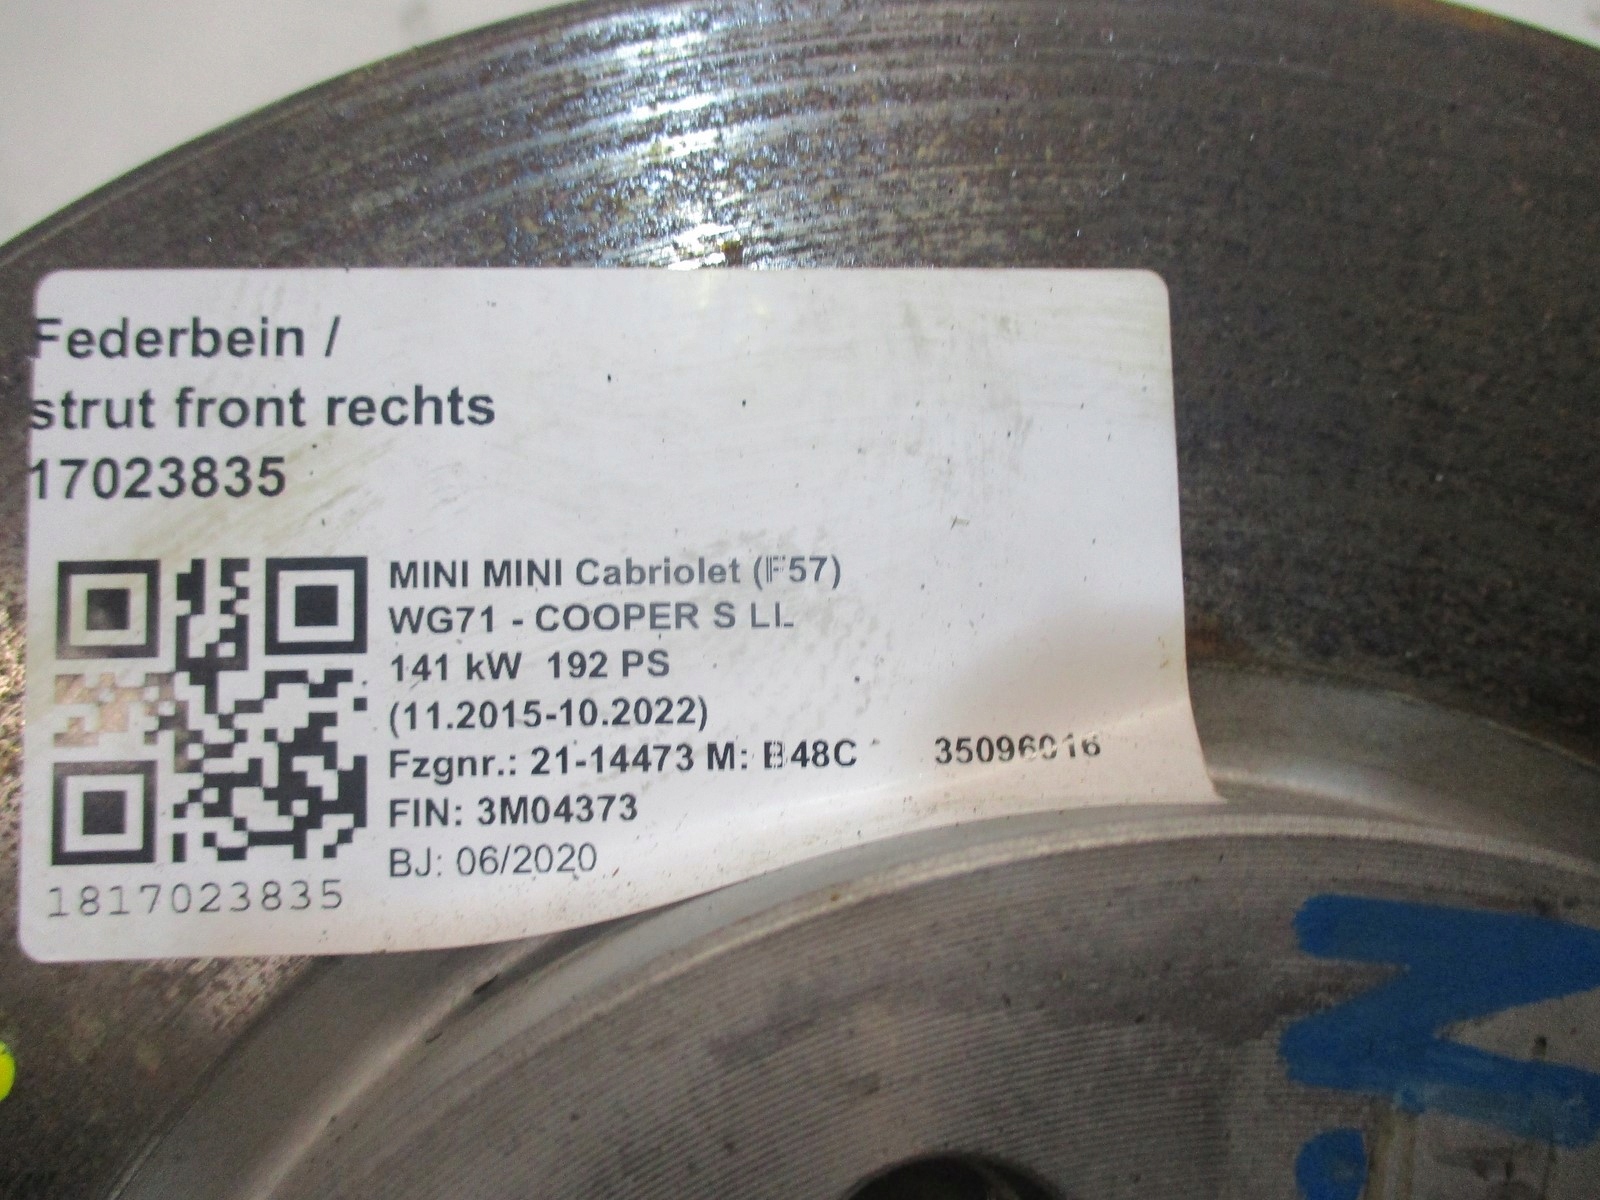 Federbein /
strut front rechts
17023835
MINI MINI Cabriolet (F57)
WG71 - COOPER S
141 kW 192 PS
(11.2015-10.2022)
Fzgnr.: 21-14473 M: B48C 35096016
FIN: 3M04373
BJ: 06/2020
1817023835